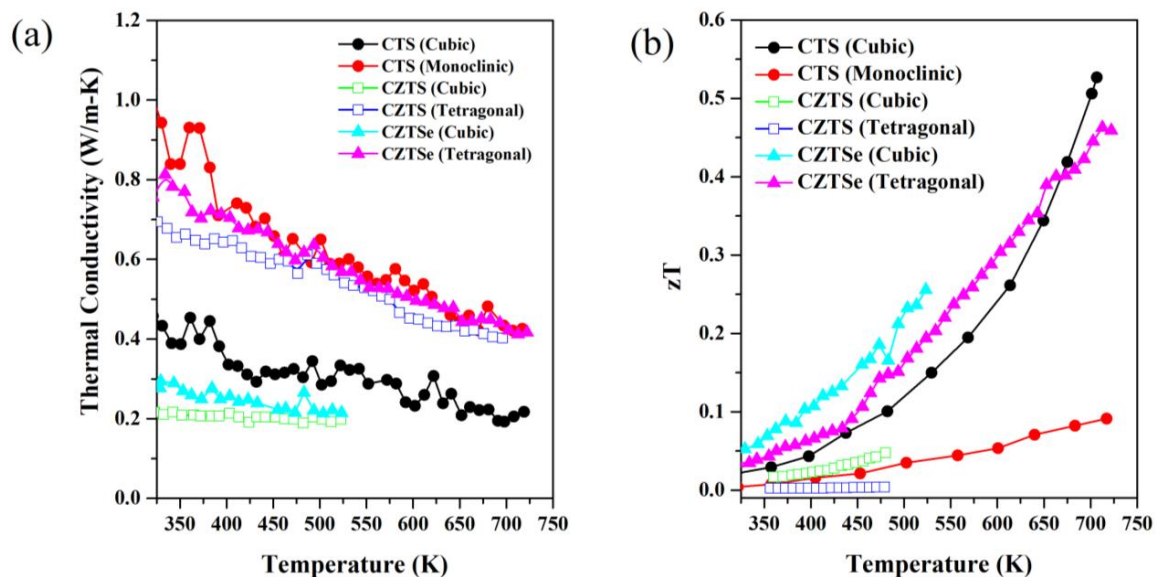 (a)
Thermal Conductivity (W/m-K)
1.2
1.0
0.8
0.6
0.4
0.2
0.0
CTS (Cubic)
CTS (Monoclinic)
CZTS (Cubic)
CZTS (Tetragonal)
CZTSe (Cubic)
CZTSe (Tetragonal)
350 400 450 500 550 600 650 700 750
Temperature (K)
(b)
zT
0.6
0.5
0.4
0.3
0.2
0.1
0.0
CTS (Cubic)
CTS (Monoclinic)
CZTS (Cubic)
CZTS (Tetragonal)
CZTSe (Cubic)
CZTSe (Tetragonal)
350 400 450 500 550 600 650 700 750
Temperature (K)